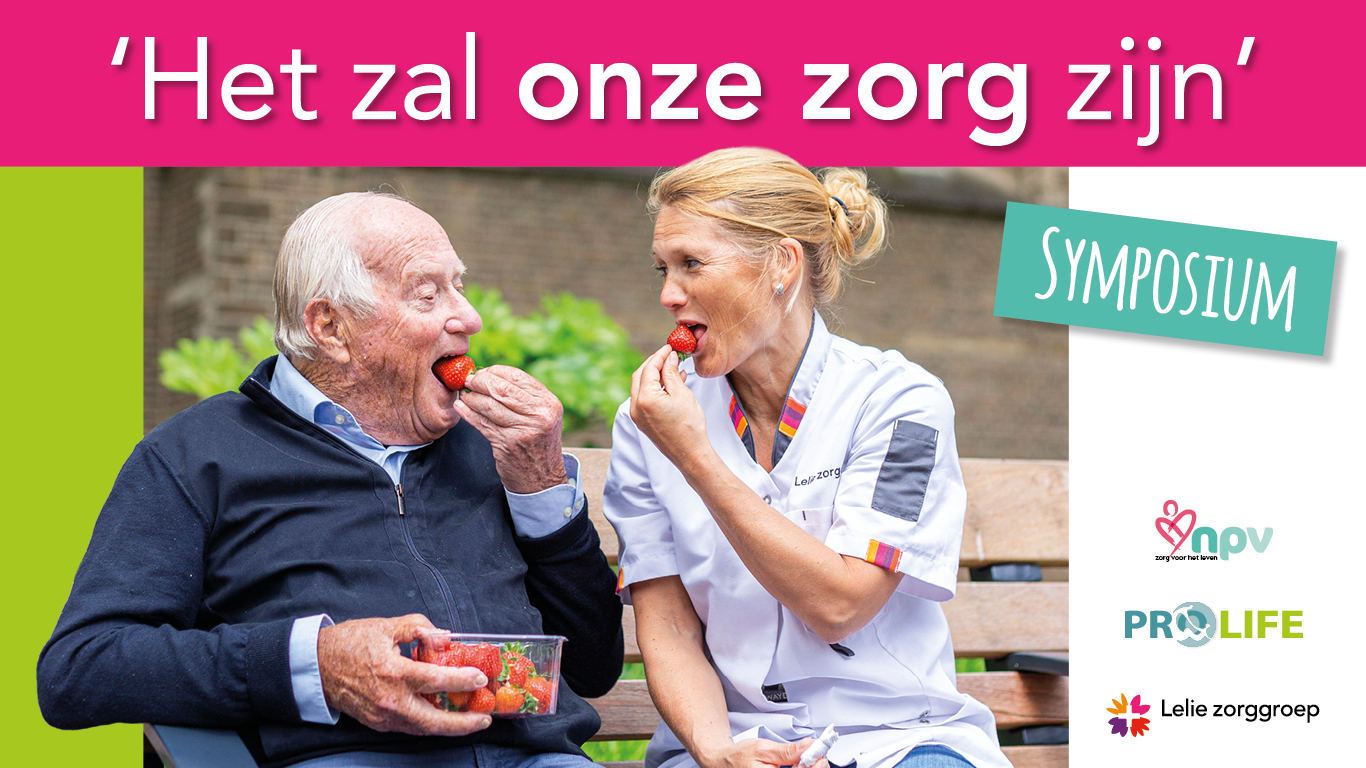 ‘Het zal onze zorg zijn’
SYMPOSIUM
Lelie zorg
npv
zorg voor het leven
PROLIFE
Lelie zorggroep